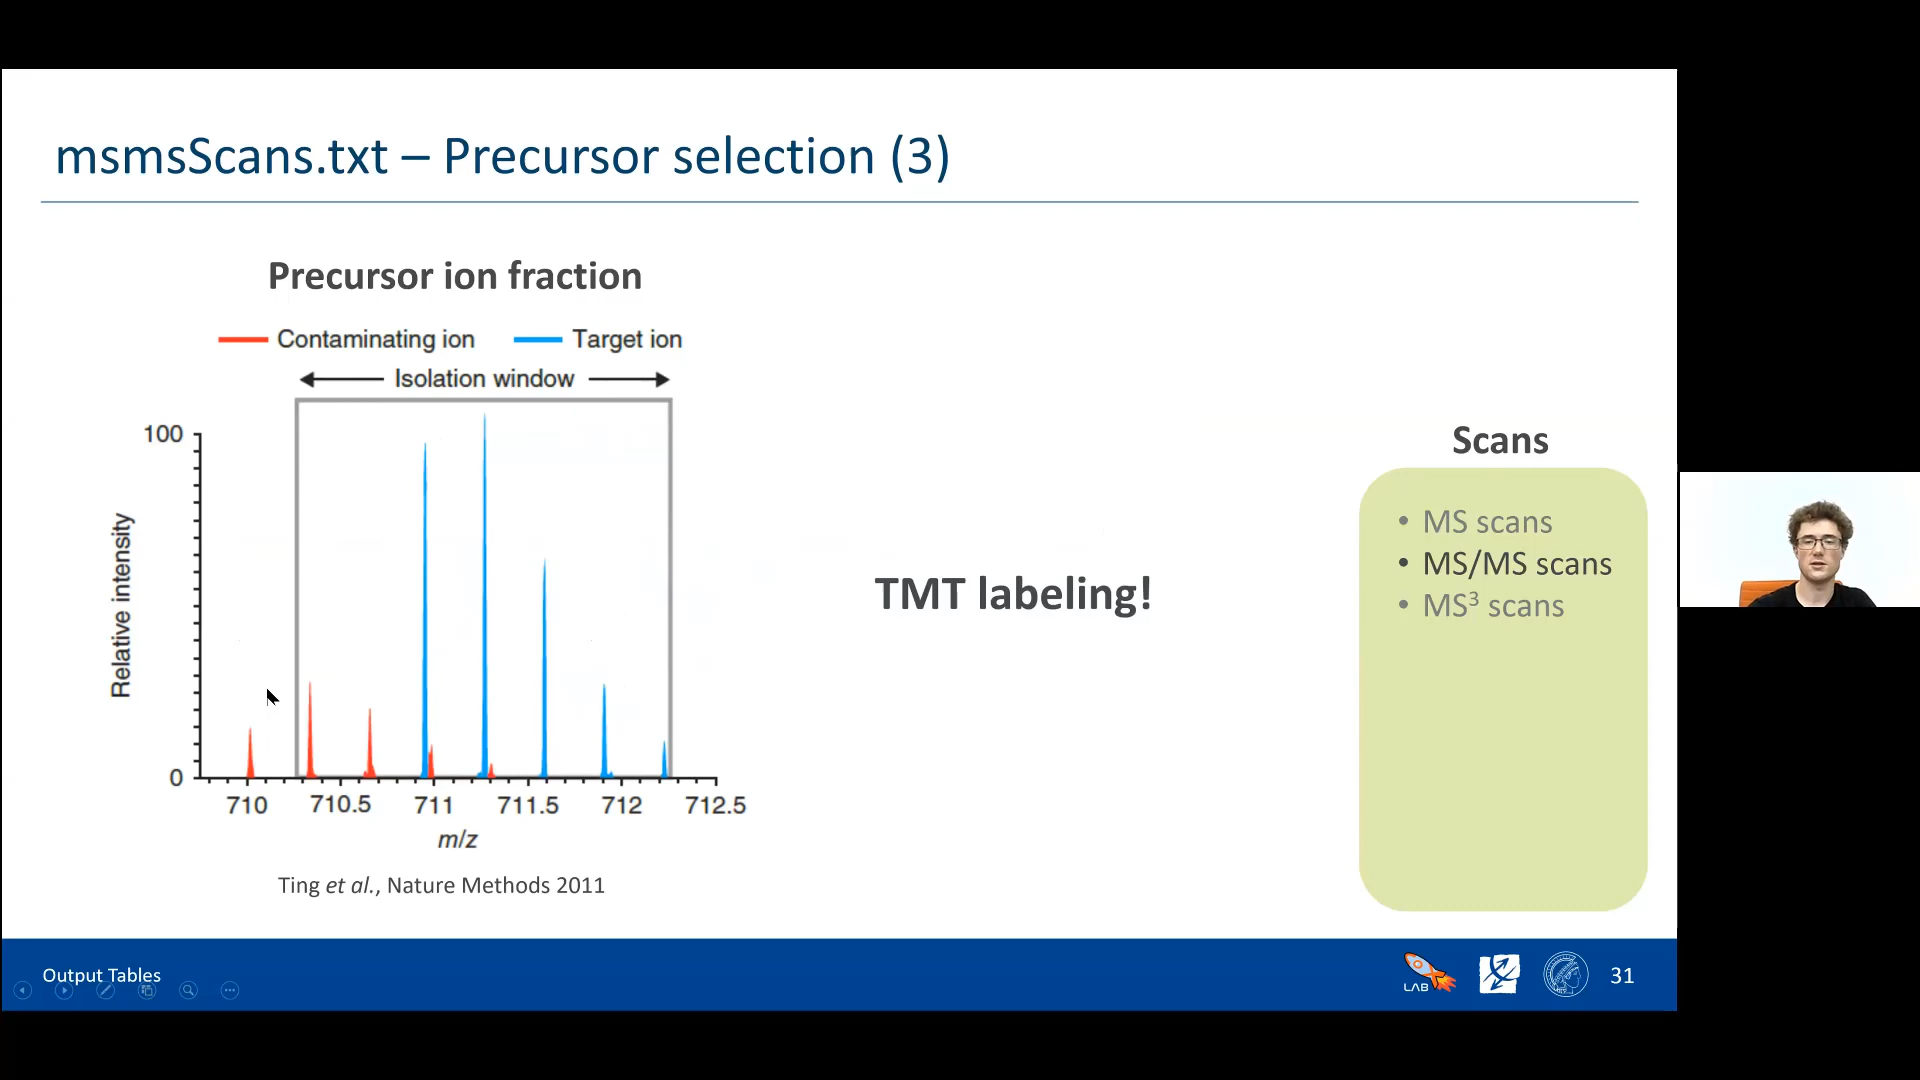 msmsScans.txt – Precursor selection (3)
Precursor ion fraction
Contaminating ion
Target ion
Isolation window
100
0
Relative intensity
710
710.5
711
711.5
712
712.5
m/z
Ting et al., Nature Methods 2011
TMT labeling!
Scans
• MS scans
• MS/MS scans
• MS³ scans
Output Tables
LAB
31